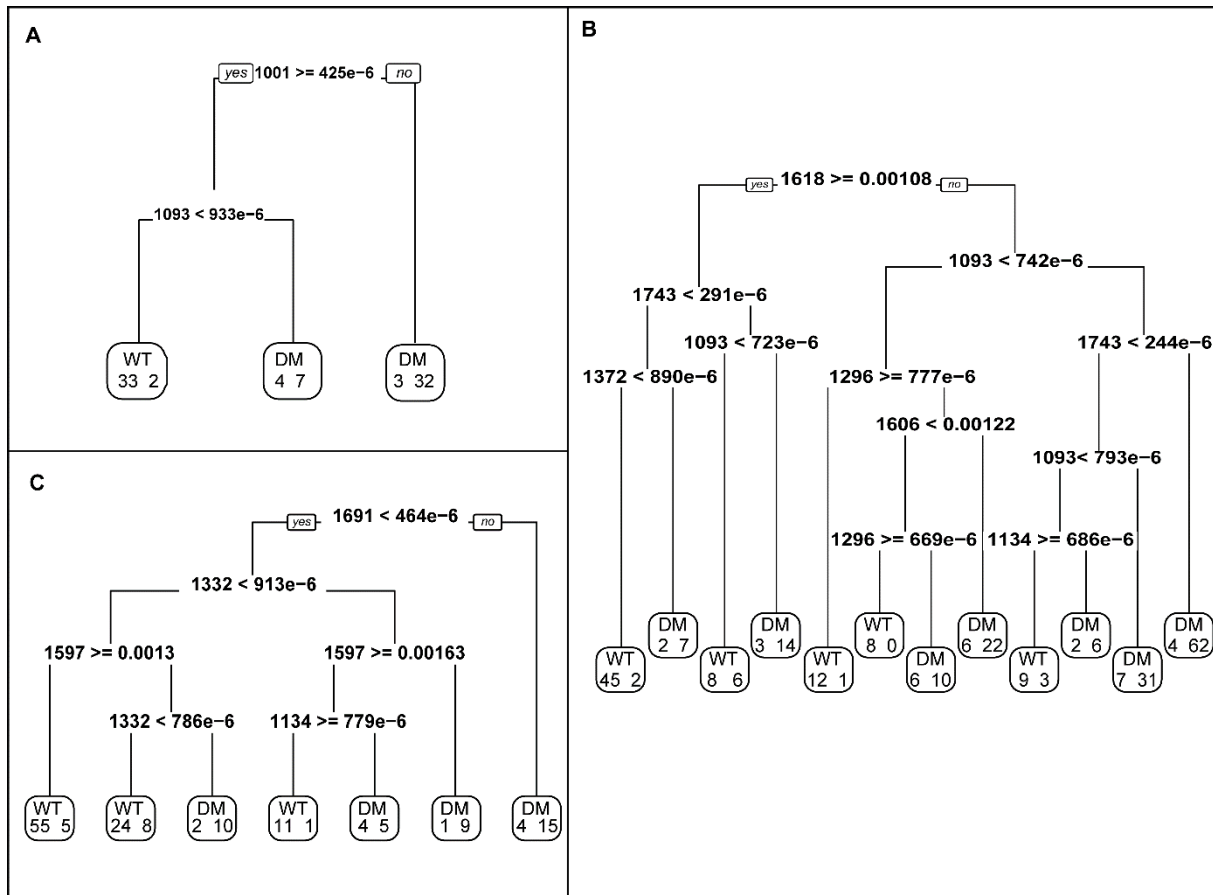 A
yes 1001 >= 425e−6 no
1093 < 933e−6
WT
33 2
DM
4 7
DM
3 32
B
yes 1618 >= 0.00108 no
1093 < 742e−6
1743 < 291e−6
1093 < 723e−6
1743 < 244e−6
1372 < 890e−6
1296 >= 777e−6
1606 < 0.00122
1093< 793e−6
1296 >= 669e−6
1134 >= 686e−6
WT
45 2
DM
2 7
WT
8 6
DM
3 14
WT
12 1
WT
8 0
DM
6 10
DM
6 22
WT
9 3
DM
2 6
DM
7 31
DM
4 62
C
yes 1691 < 464e−6 no
1332 < 913e−6
1597 >= 0.0013
1597 >= 0.00163
1332 < 786e−6
1134 >= 779e−6
WT
55 5
WT
24 8
DM
2 10
WT
11 1
DM
4 5
DM
1 9
DM
4 15